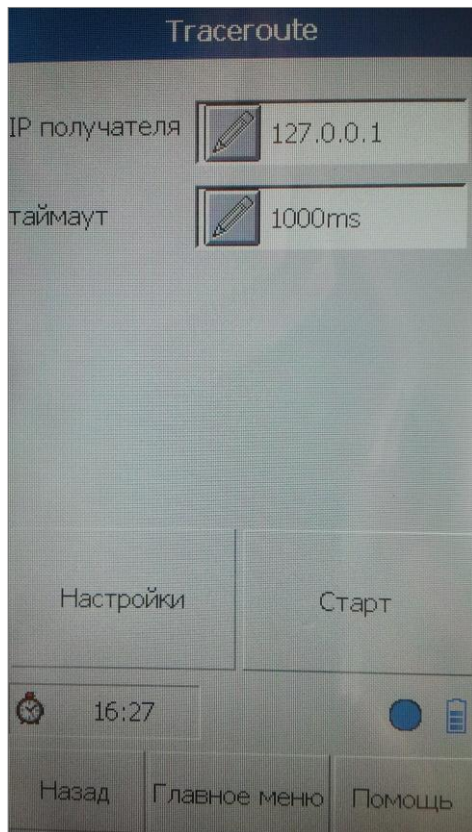 Traceroute
IP получателя 127.0.0.1
таймаут 1000ms
Настройки Старт
16:27
Назад Главное меню Помощь